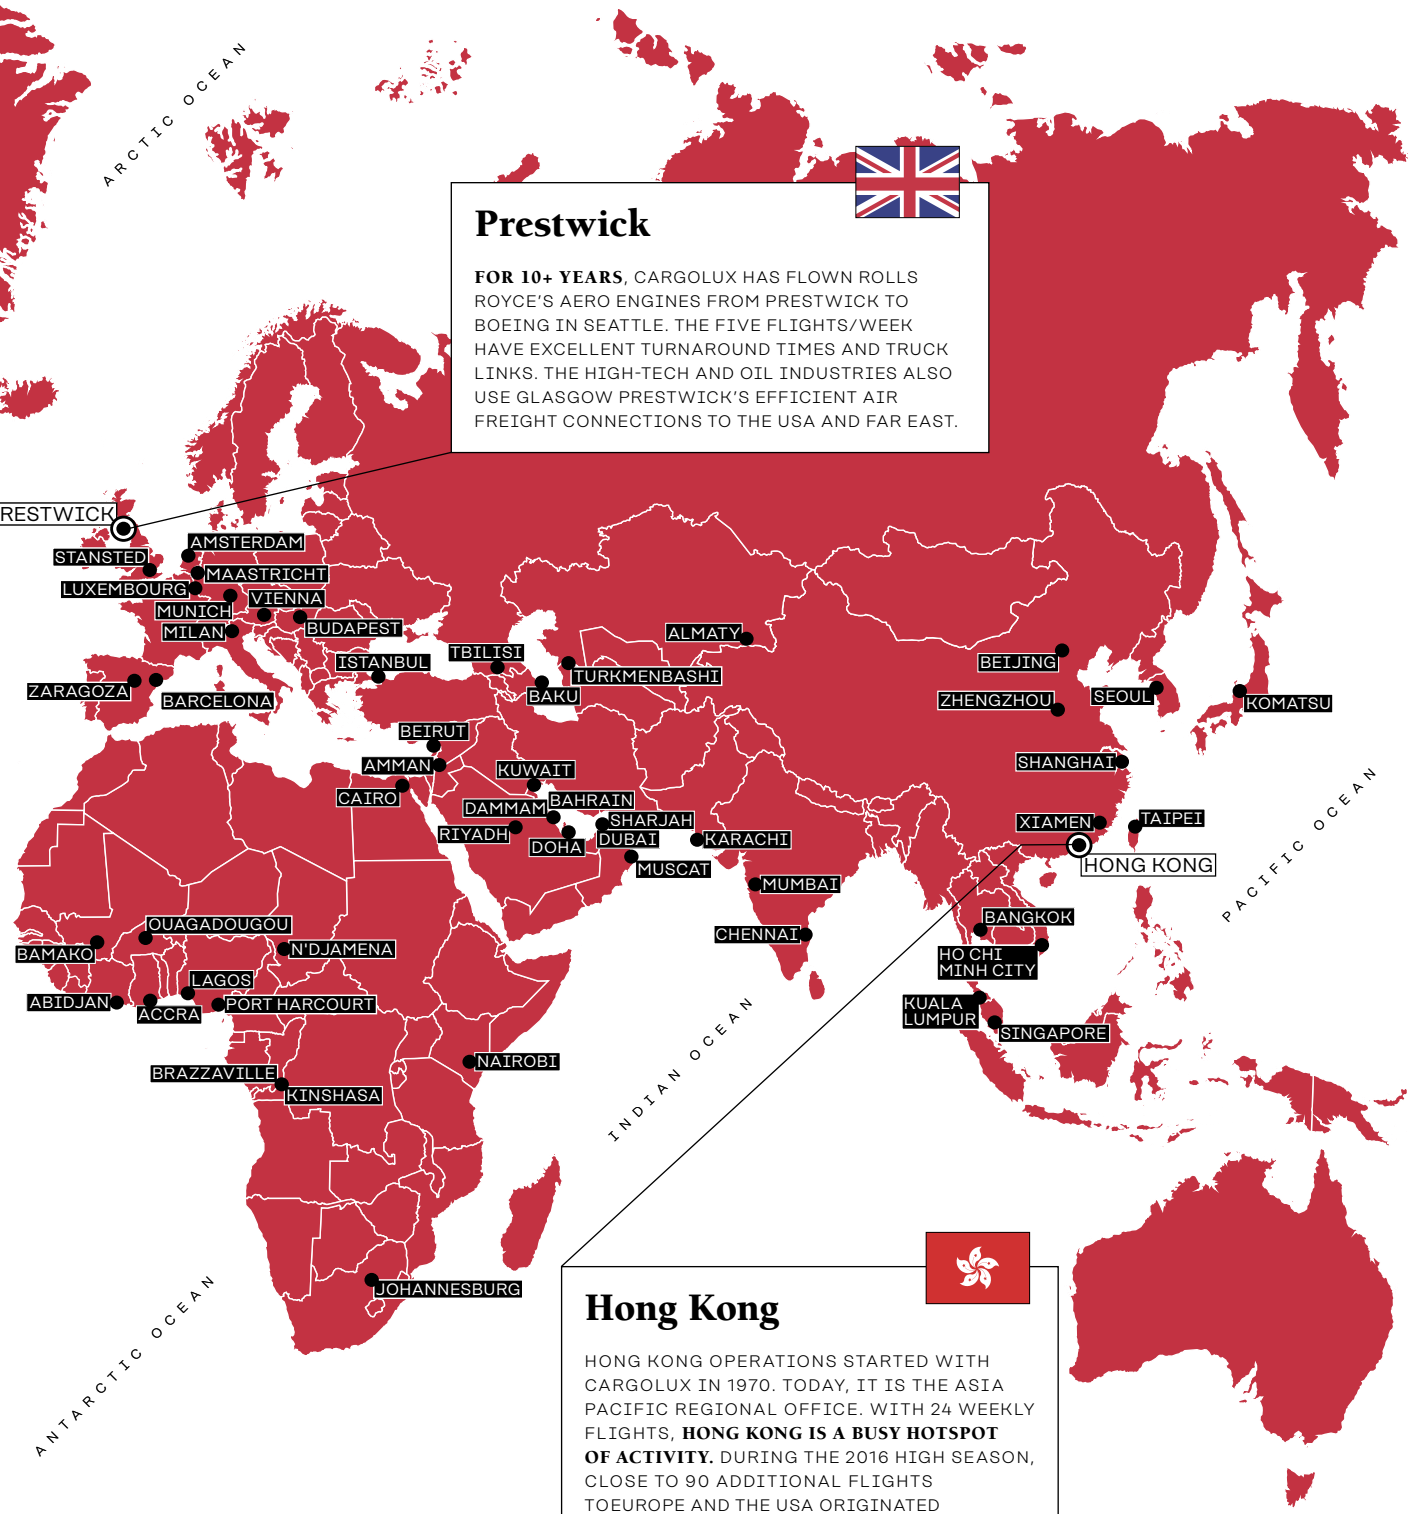 ARCTIC OCEAN
Prestwick
FOR 10+ YEARS, CARGOLUX HAS FLOWN ROLLS
ROYCE'S AERO ENGINES FROM PRESTWICK TO
BOEING IN SEATTLE. THE FIVE FLIGHTS/WEEK
HAVE EXCELLENT TURNAROUND TIMES AND TRUCK
LINKS. THE HIGH-TECH AND OIL INDUSTRIES ALSO
USE GLASGOW PRESTWICK'S EFFICIENT AIR
FREIGHT CONNECTIONS TO THE USA AND FAR EAST.
RESTWICK
AMSTERDAM
STANSTED
MAASTRICHT
LUXEMBOURG
VIENNA
MUNICH
BUDAPEST
MILAN
ALMATY
TBILISI
ISTANBUL
BEIJING
TURKMENBASHI
ZARAGOZA
BAKU
SEOUL
BARCELONA
ZHENGZHOU
KOMATSU
BEIRUT
AMMAN
SHANGHAI
KUWAIT
CAIRO
BAHRAIN
DAMMAM
SHARJAH
TAIPEI
XIAMEN
RIYADH
DUBAI
KARACHI
DOHA
HONG KONG
MUSCAT
MUMBAI
PACIFIC OCEAN
BANGKOK
OUAGADOUGOU
CHENNAI
N'DJAMENA
BAMAKO
HO CHI
MINH CITY
LAGOS
ABIDJAN
PORT HARCOURT
ACCRA
KUALA
LUMPUR
SINGAPORE
NAIROBI
BRAZZAVILLE
KINSHASA
INDIAN OCEAN
JOHANNESBURG
ANTARCTIC OCEAN
Hong Kong
HONG KONG OPERATIONS STARTED WITH
CARGOLUX IN 1970. TODAY, IT IS THE ASIA
PACIFIC REGIONAL OFFICE. WITH 24 WEEKLY
FLIGHTS, HONG KONG IS A BUSY HOTSPOT
OF ACTIVITY. DURING THE 2016 HIGH SEASON,
CLOSE TO 90 ADDITIONAL FLIGHTS
TOEUROPE AND THE USA ORIGINATED